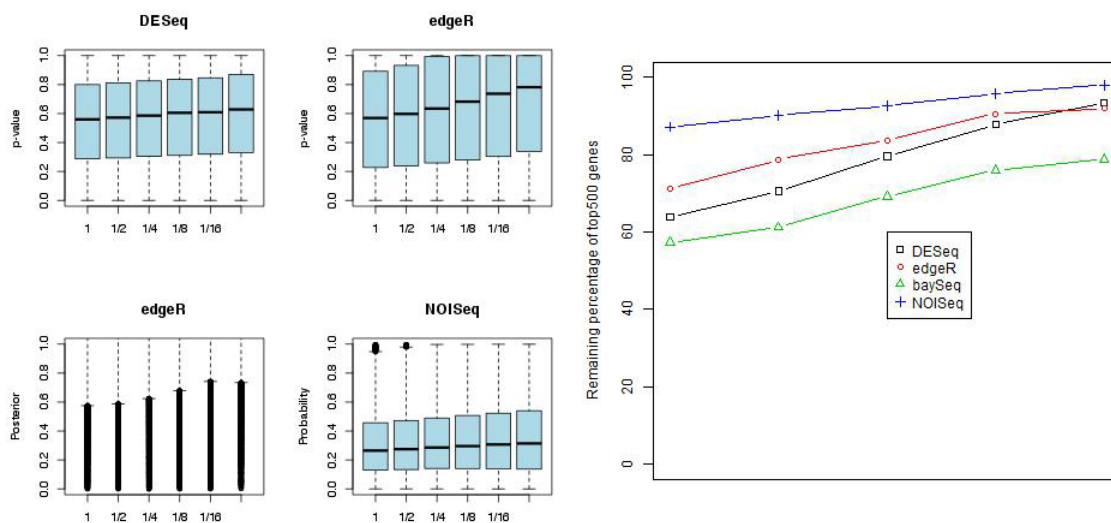 DESeq
p-value
0.0 0.2 0.4 0.6 0.8 1.0
1 1/2 1/4 1/8 1/16
edgeR
p-value
0.0 0.2 0.4 0.6 0.8 1.0
1 1/2 1/4 1/8 1/16
edgeR
Posterior
0.0 0.2 0.4 0.6 0.8 1.0
1 1/2 1/4 1/8 1/16
NOISeq
Probability
0.0 0.2 0.4 0.6 0.8 1.0
1 1/2 1/4 1/8 1/16
Remaining percentage of top500 genes
0 20 40 60 80 100
DESeq
edgeR
baySeq
NOISeq